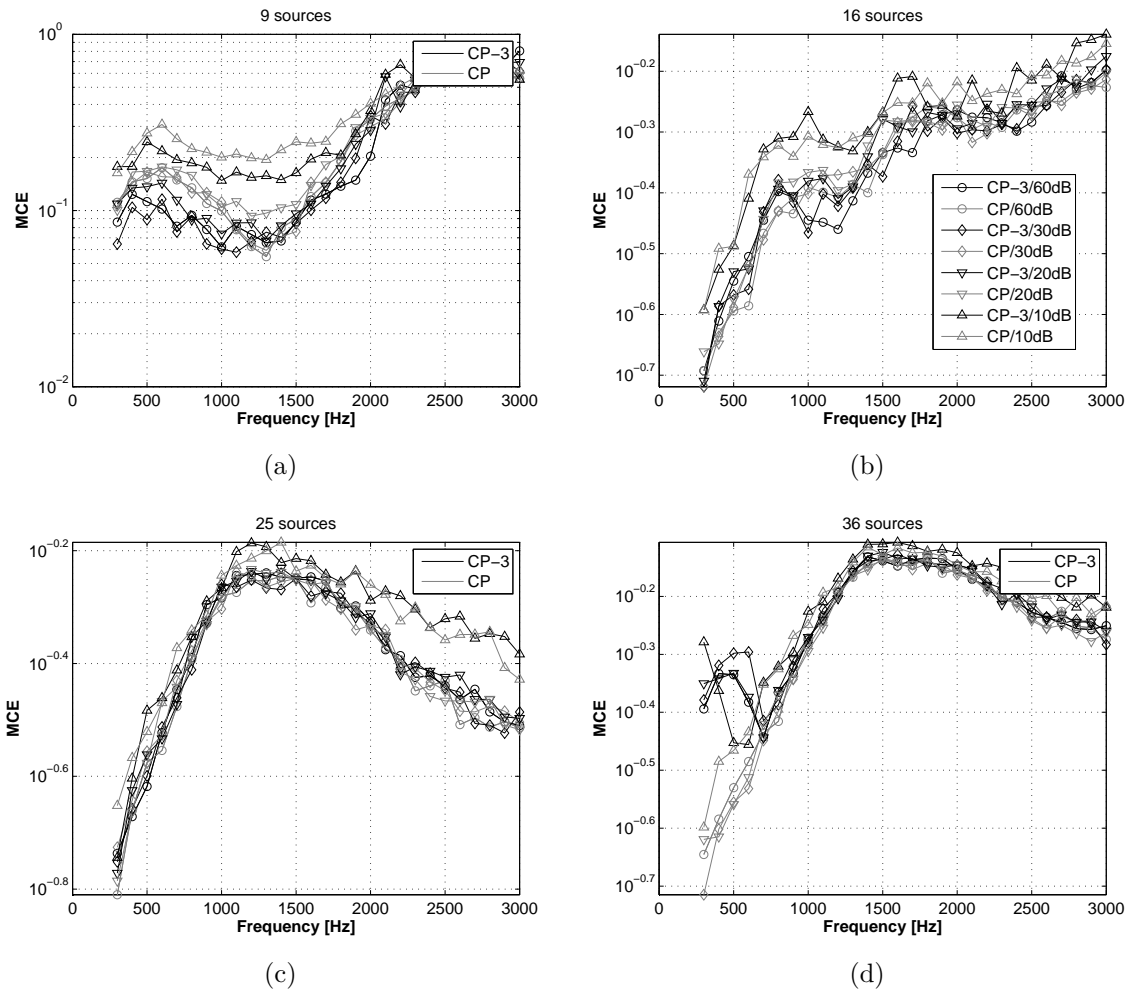 9 sources
10^0
10^−1
10^−2
MCE
0 500 1000 1500 2000 2500 3000
Frequency [Hz]
CP−3
CP
(a)
16 sources
10^−0.2
10^−0.3
10^−0.4
10^−0.5
10^−0.6
10^−0.7
MCE
0 500 1000 1500 2000 2500 3000
Frequency [Hz]
CP−3/60dB
CP/60dB
CP−3/30dB
CP/30dB
CP−3/20dB
CP/20dB
CP−3/10dB
CP/10dB
(b)
25 sources
10^−0.2
10^−0.4
10^−0.6
10^−0.8
MCE
0 500 1000 1500 2000 2500 3000
Frequency [Hz]
CP−3
CP
(c)
36 sources
10^−0.2
10^−0.3
10^−0.4
10^−0.5
10^−0.6
10^−0.7
MCE
0 500 1000 1500 2000 2500 3000
Frequency [Hz]
CP−3
CP
(d)